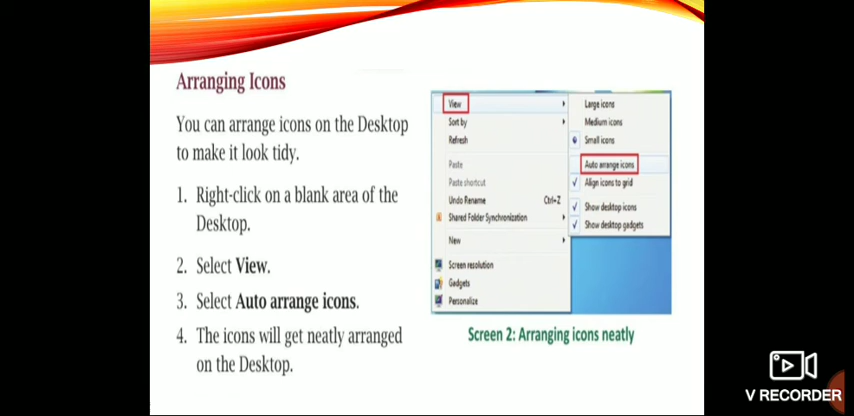 Arranging Icons
You can arrange icons on the Desktop
to make it look tidy.
1. Right-click on a blank area of the
Desktop.
2. Select View.
3. Select Auto arrange icons.
4. The icons will get neatly arranged
on the Desktop.
View
Sort by
Refresh
Paste
Paste shortcut
Undo Rename Ctrl+Z
Shared Folder Synchronization
New
Screen resolution
Gadgets
Personalize
Large icons
Medium icons
Small icons
Auto arrange icons
Align icons to grid
Show desktop icons
Show desktop gadgets
Screen 2: Arranging icons neatly
V RECORDER